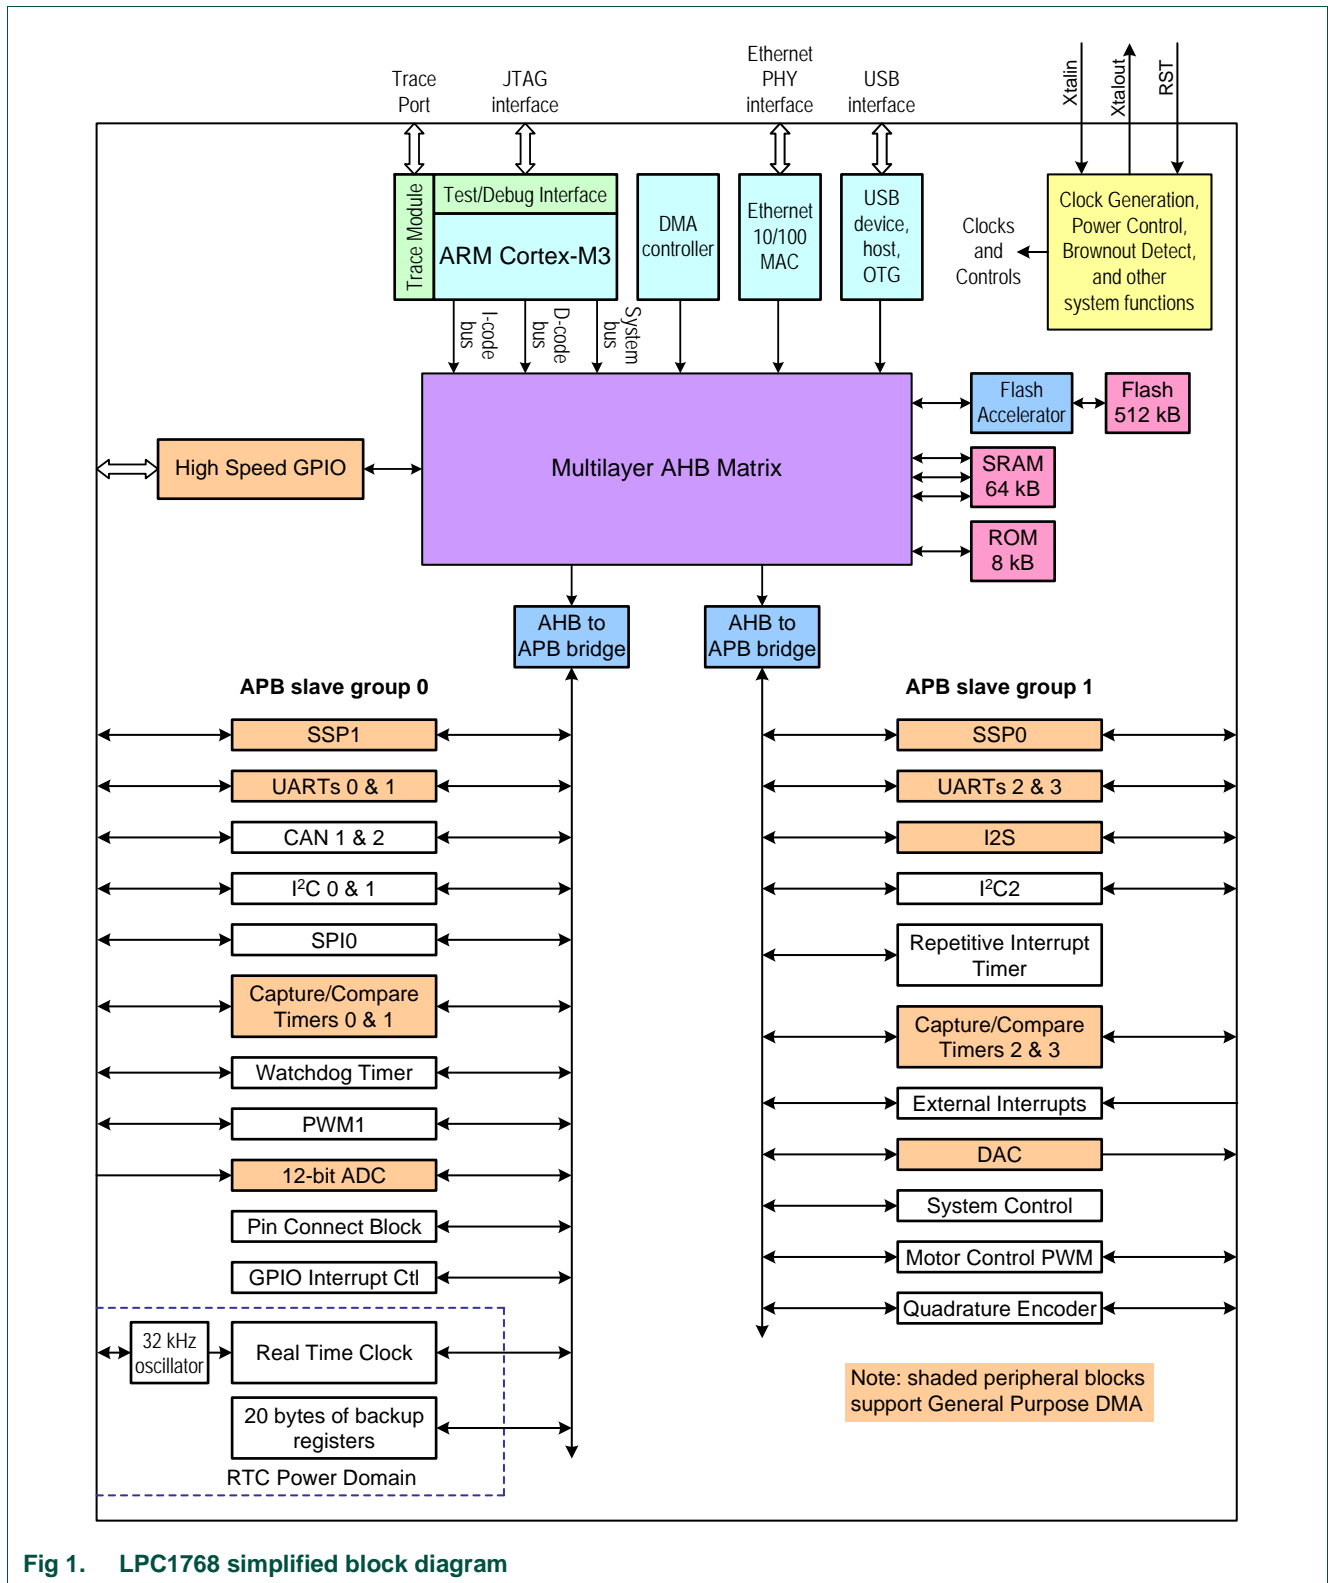 Trace
Port
JTAG
interface
Ethernet
PHY
interface
USB
interface
Xtalin
Xtalout
RST
Trace Module
Test/Debug Interface
ARM Cortex-M3
DMA
controller
Ethernet
10/100
MAC
USB
device,
host,
OTG
Clocks
and
Controls
Clock Generation,
Power Control,
Brownout Detect,
and other
system functions
I-code
bus
D-code
bus
System
bus
High Speed GPIO
Multilayer AHB Matrix
Flash
Accelerator
Flash
512 kB
SRAM
64 kB
ROM
8 kB
AHB to
APB bridge
AHB to
APB bridge
APB slave group 0
SSP1
UARTs 0 & 1
CAN 1 & 2
I²C 0 & 1
SPI0
Capture/Compare
Timers 0 & 1
Watchdog Timer
PWM1
12-bit ADC
Pin Connect Block
GPIO Interrupt Ctl
32 kHz
oscillator
Real Time Clock
20 bytes of backup
registers
RTC Power Domain
APB slave group 1
SSP0
UARTs 2 & 3
I2S
I²C2
Repetitive Interrupt
Timer
Capture/Compare
Timers 2 & 3
External Interrupts
DAC
System Control
Motor Control PWM
Quadrature Encoder
Note: shaded peripheral blocks
support General Purpose DMA
Fig 1. LPC1768 simplified block diagram